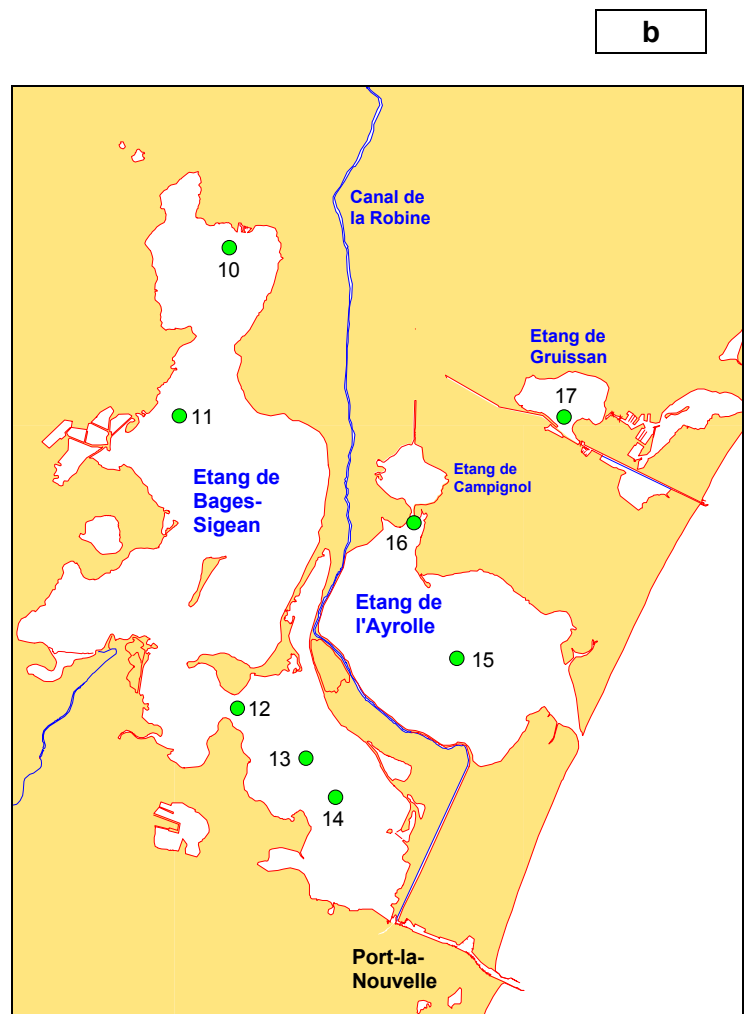 b
Canal de
la Robine
10
Etang de
Gruissan
17
11
Etang de
Bages-
Sigean
Etang de
Campignol
16
Etang de
l'Ayrolle
15
12
13
14
Port-la-
Nouvelle